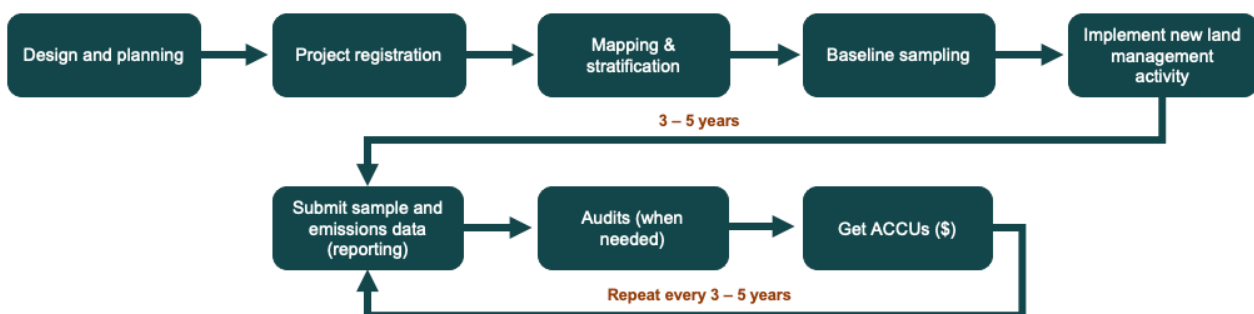 Design and planning
Project registration
Mapping &
stratification
Baseline sampling
Implement new land
management
activity
3 – 5 years
Submit sample and
emissions data
(reporting)
Audits (when
needed)
Get ACCUs ($)
Repeat every 3 – 5 years